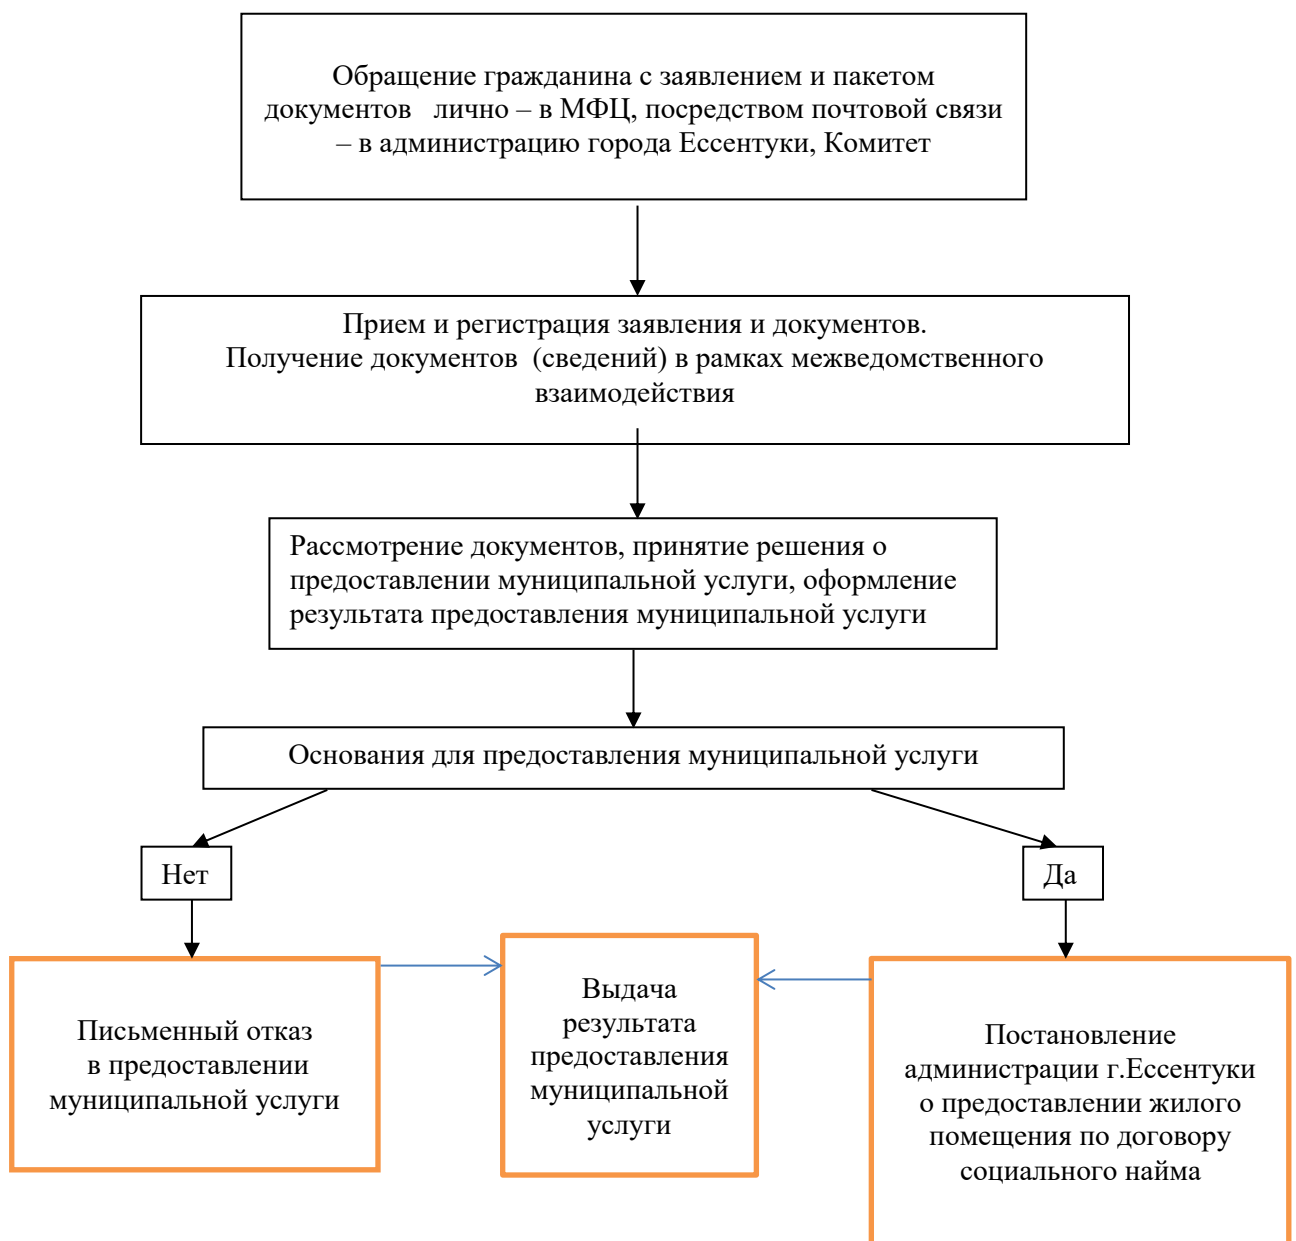 Обращение гражданина с заявлением и пакетом
документов лично – в МФЦ, посредством почтовой связи
– в администрацию города Ессентуки, Комитет
Прием и регистрация заявления и документов.
Получение документов (сведений) в рамках межведомственного
взаимодействия
Рассмотрение документов, принятие решения о
предоставлении муниципальной услуги, оформление
результата предоставления муниципальной услуги
Основания для предоставления муниципальной услуги
Нет
Да
Письменный отказ
в предоставлении
муниципальной услуги
Выдача
результата
предоставления
муниципальной
услуги
Постановление
администрации г.Ессентуки
о предоставлении жилого
помещения по договору
социального найма